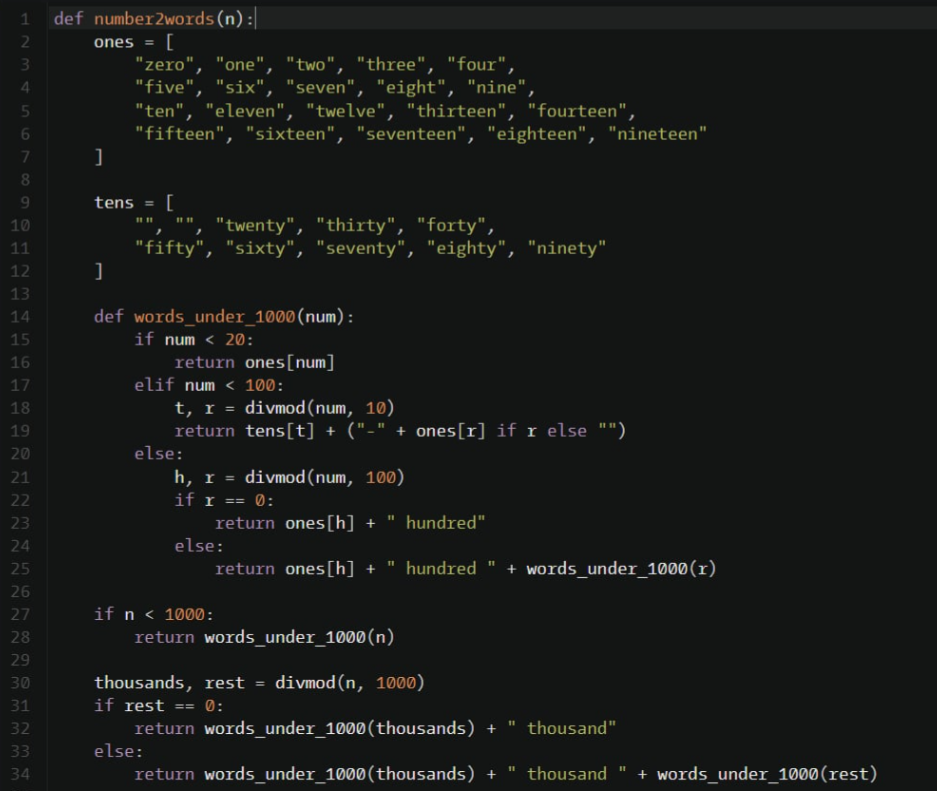 1 def number2words(n):
2     ones = [
3         "zero", "one", "two", "three", "four",
4         "five", "six", "seven", "eight", "nine",
5         "ten", "eleven", "twelve", "thirteen", "fourteen",
6         "fifteen", "sixteen", "seventeen", "eighteen", "nineteen"
7     ]
8
9     tens = [
10         "", "", "twenty", "thirty", "forty",
11         "fifty", "sixty", "seventy", "eighty", "ninety"
12     ]
13
14     def words_under_1000(num):
15         if num < 20:
16             return ones[num]
17         elif num < 100:
18             t, r = divmod(num, 10)
19             return tens[t] + ("-" + ones[r] if r else "")
20         else:
21             h, r = divmod(num, 100)
22             if r == 0:
23                 return ones[h] + " hundred"
24             else:
25                 return ones[h] + " hundred " + words_under_1000(r)
26
27     if n < 1000:
28         return words_under_1000(n)
29
30     thousands, rest = divmod(n, 1000)
31     if rest == 0:
32         return words_under_1000(thousands) + " thousand"
33     else:
34         return words_under_1000(thousands) + " thousand " + words_under_1000(rest)